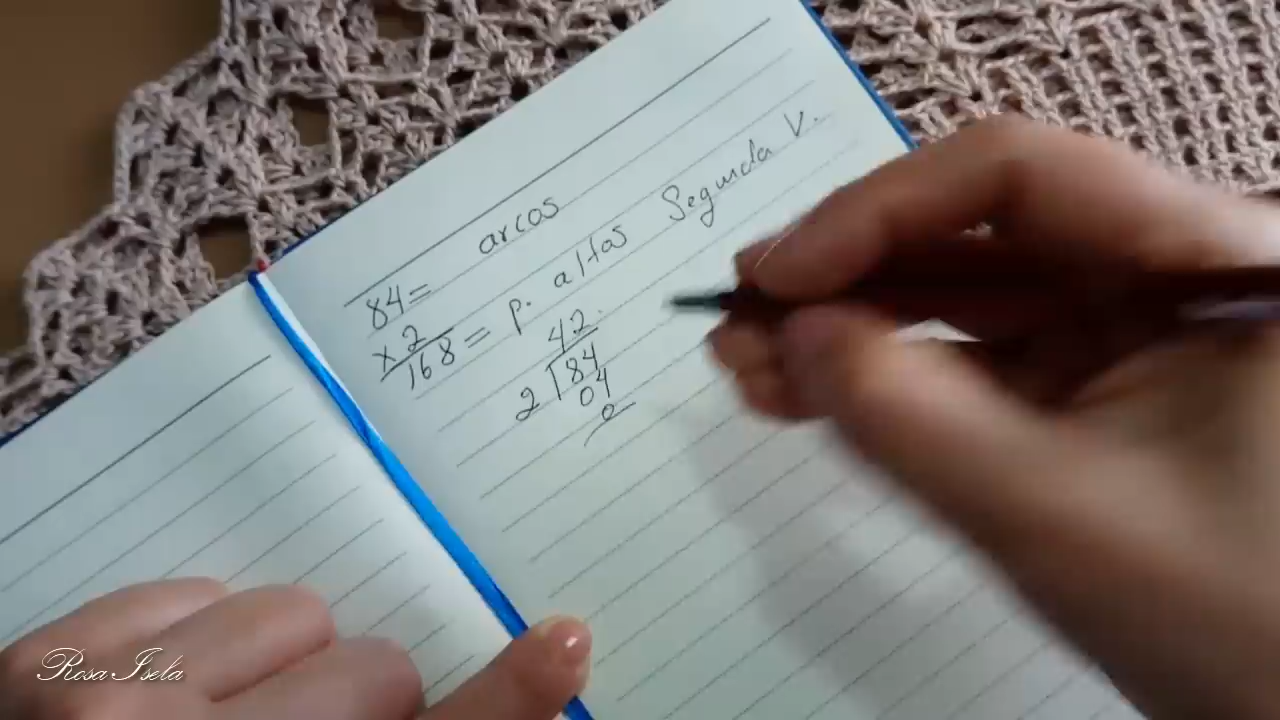 arcos
84=
x 2
168 = p. altas Segunda V.
42.
2 84
04
0
Rosa Isela